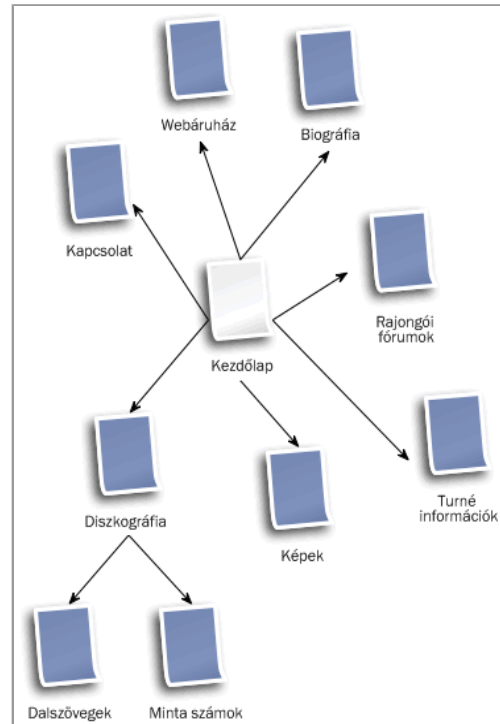 Webáruház
Biográfia
Kapcsolat
Rajongói
fórumok
Kezdőlap
Turné
információk
Diszkográfia
Képek
Dalszövegek
Minta számok